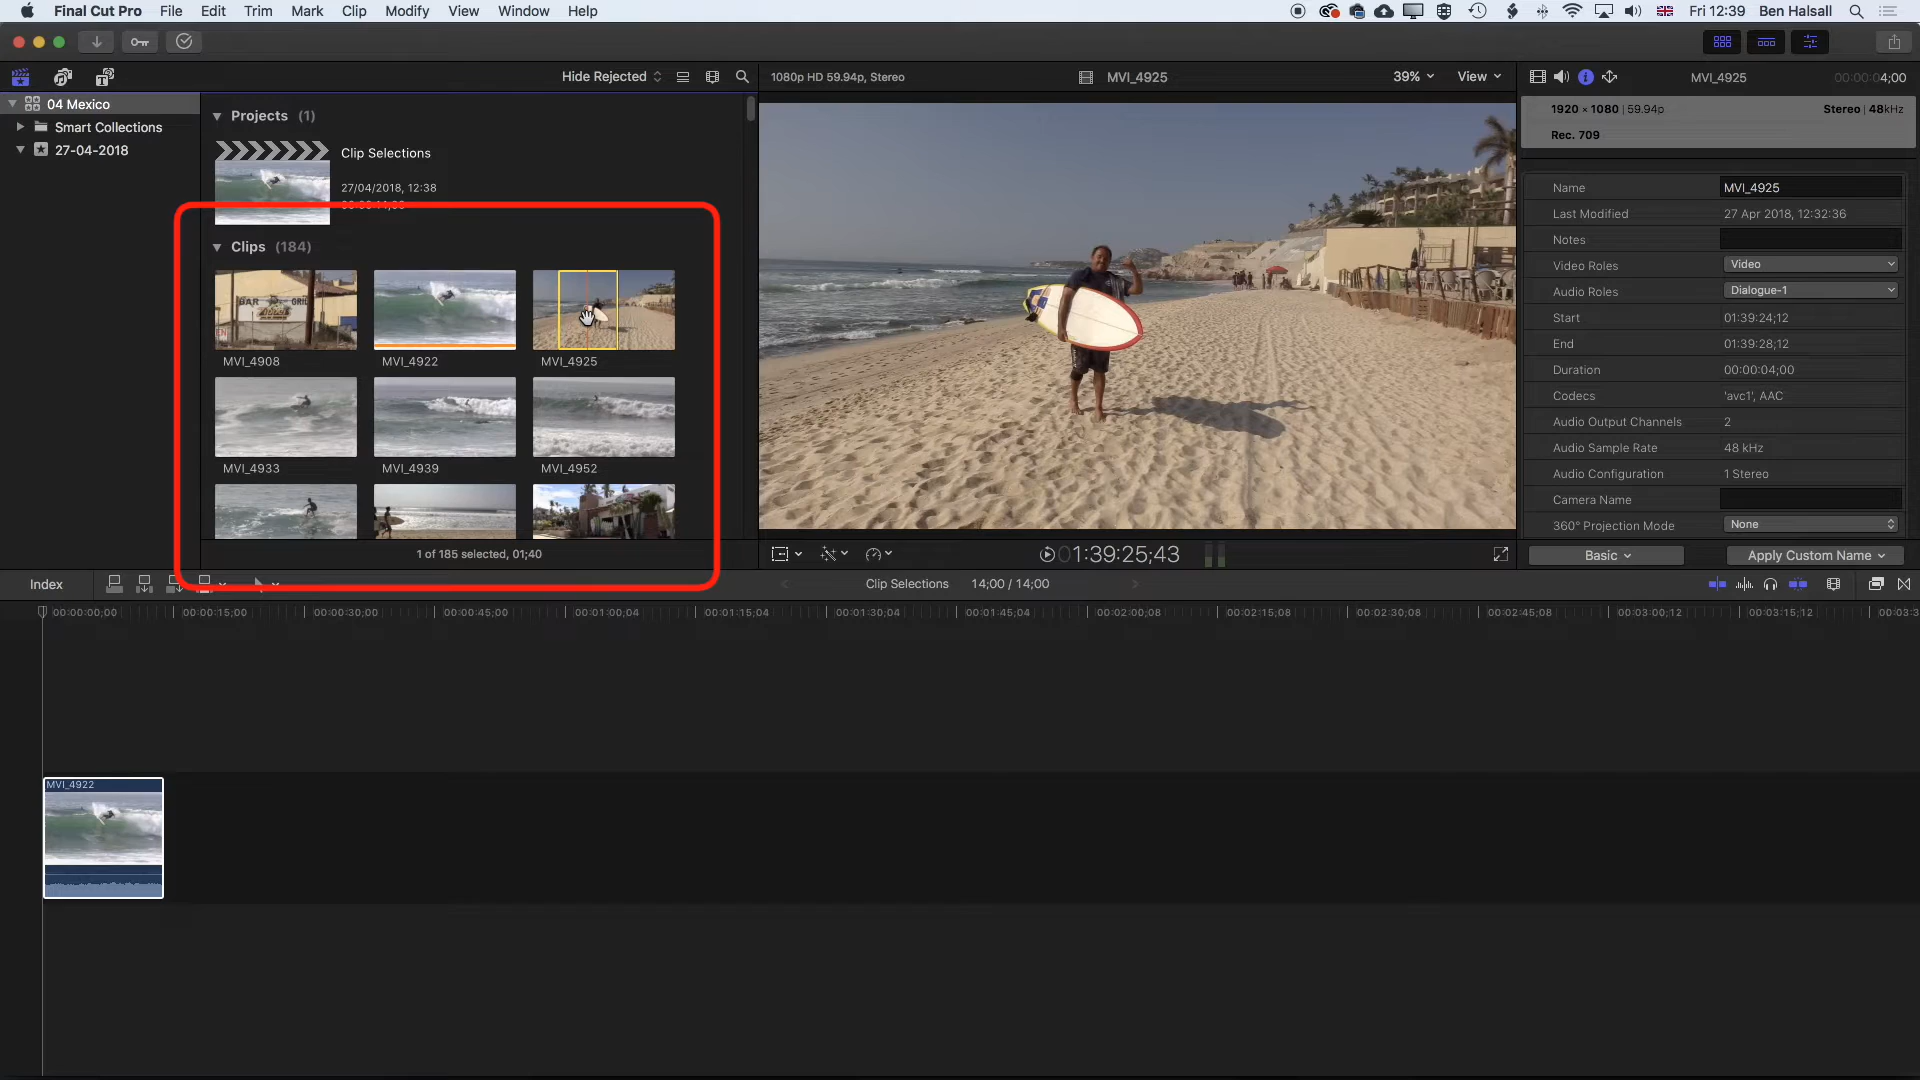 Final Cut Pro File Edit Trim Mark Clip Modify View Window Help Fri 12:39 Ben Halsall
Hide Rejected 1080p HD 59.94p, Stereo MVI_4925 39% View MVI_4925 00:00:04;00
04 Mexico
Smart Collections
27-04-2018
Projects (1)
Clip Selections
27/04/2018, 12:38
Clips (184)
BAR GRIL
MVI_4908 MVI_4922 MVI_4925
MVI_4933 MVI_4939 MVI_4952
1 of 185 selected, 01;40
01:39:25;43
1920 × 1080 | 59.94p Stereo | 48kHz
Rec. 709
Name MVI_4925
Last Modified 27 Apr 2018, 12:32:36
Notes
Video Roles Video
Audio Roles Dialogue-1
Start 01:39:24;12
End 01:39:28;12
Duration 00:00:04;00
Codecs 'avc1', AAC
Audio Output Channels 2
Audio Sample Rate 48 kHz
Audio Configuration 1 Stereo
Camera Name
360° Projection Mode None
Basic Apply Custom Name
Index Clip Selections 14;00 / 14;00
00:00:00;00 00:00:15;00 00:00:30;00 00:00:45;00 00:01:00;04 00:01:15;04 00:01:30;04 00:01:45;04 00:02:00;08 00:02:15;08 00:02:30;08 00:02:45;08 00:03:00;12 00:03:15;12
MVI_4922